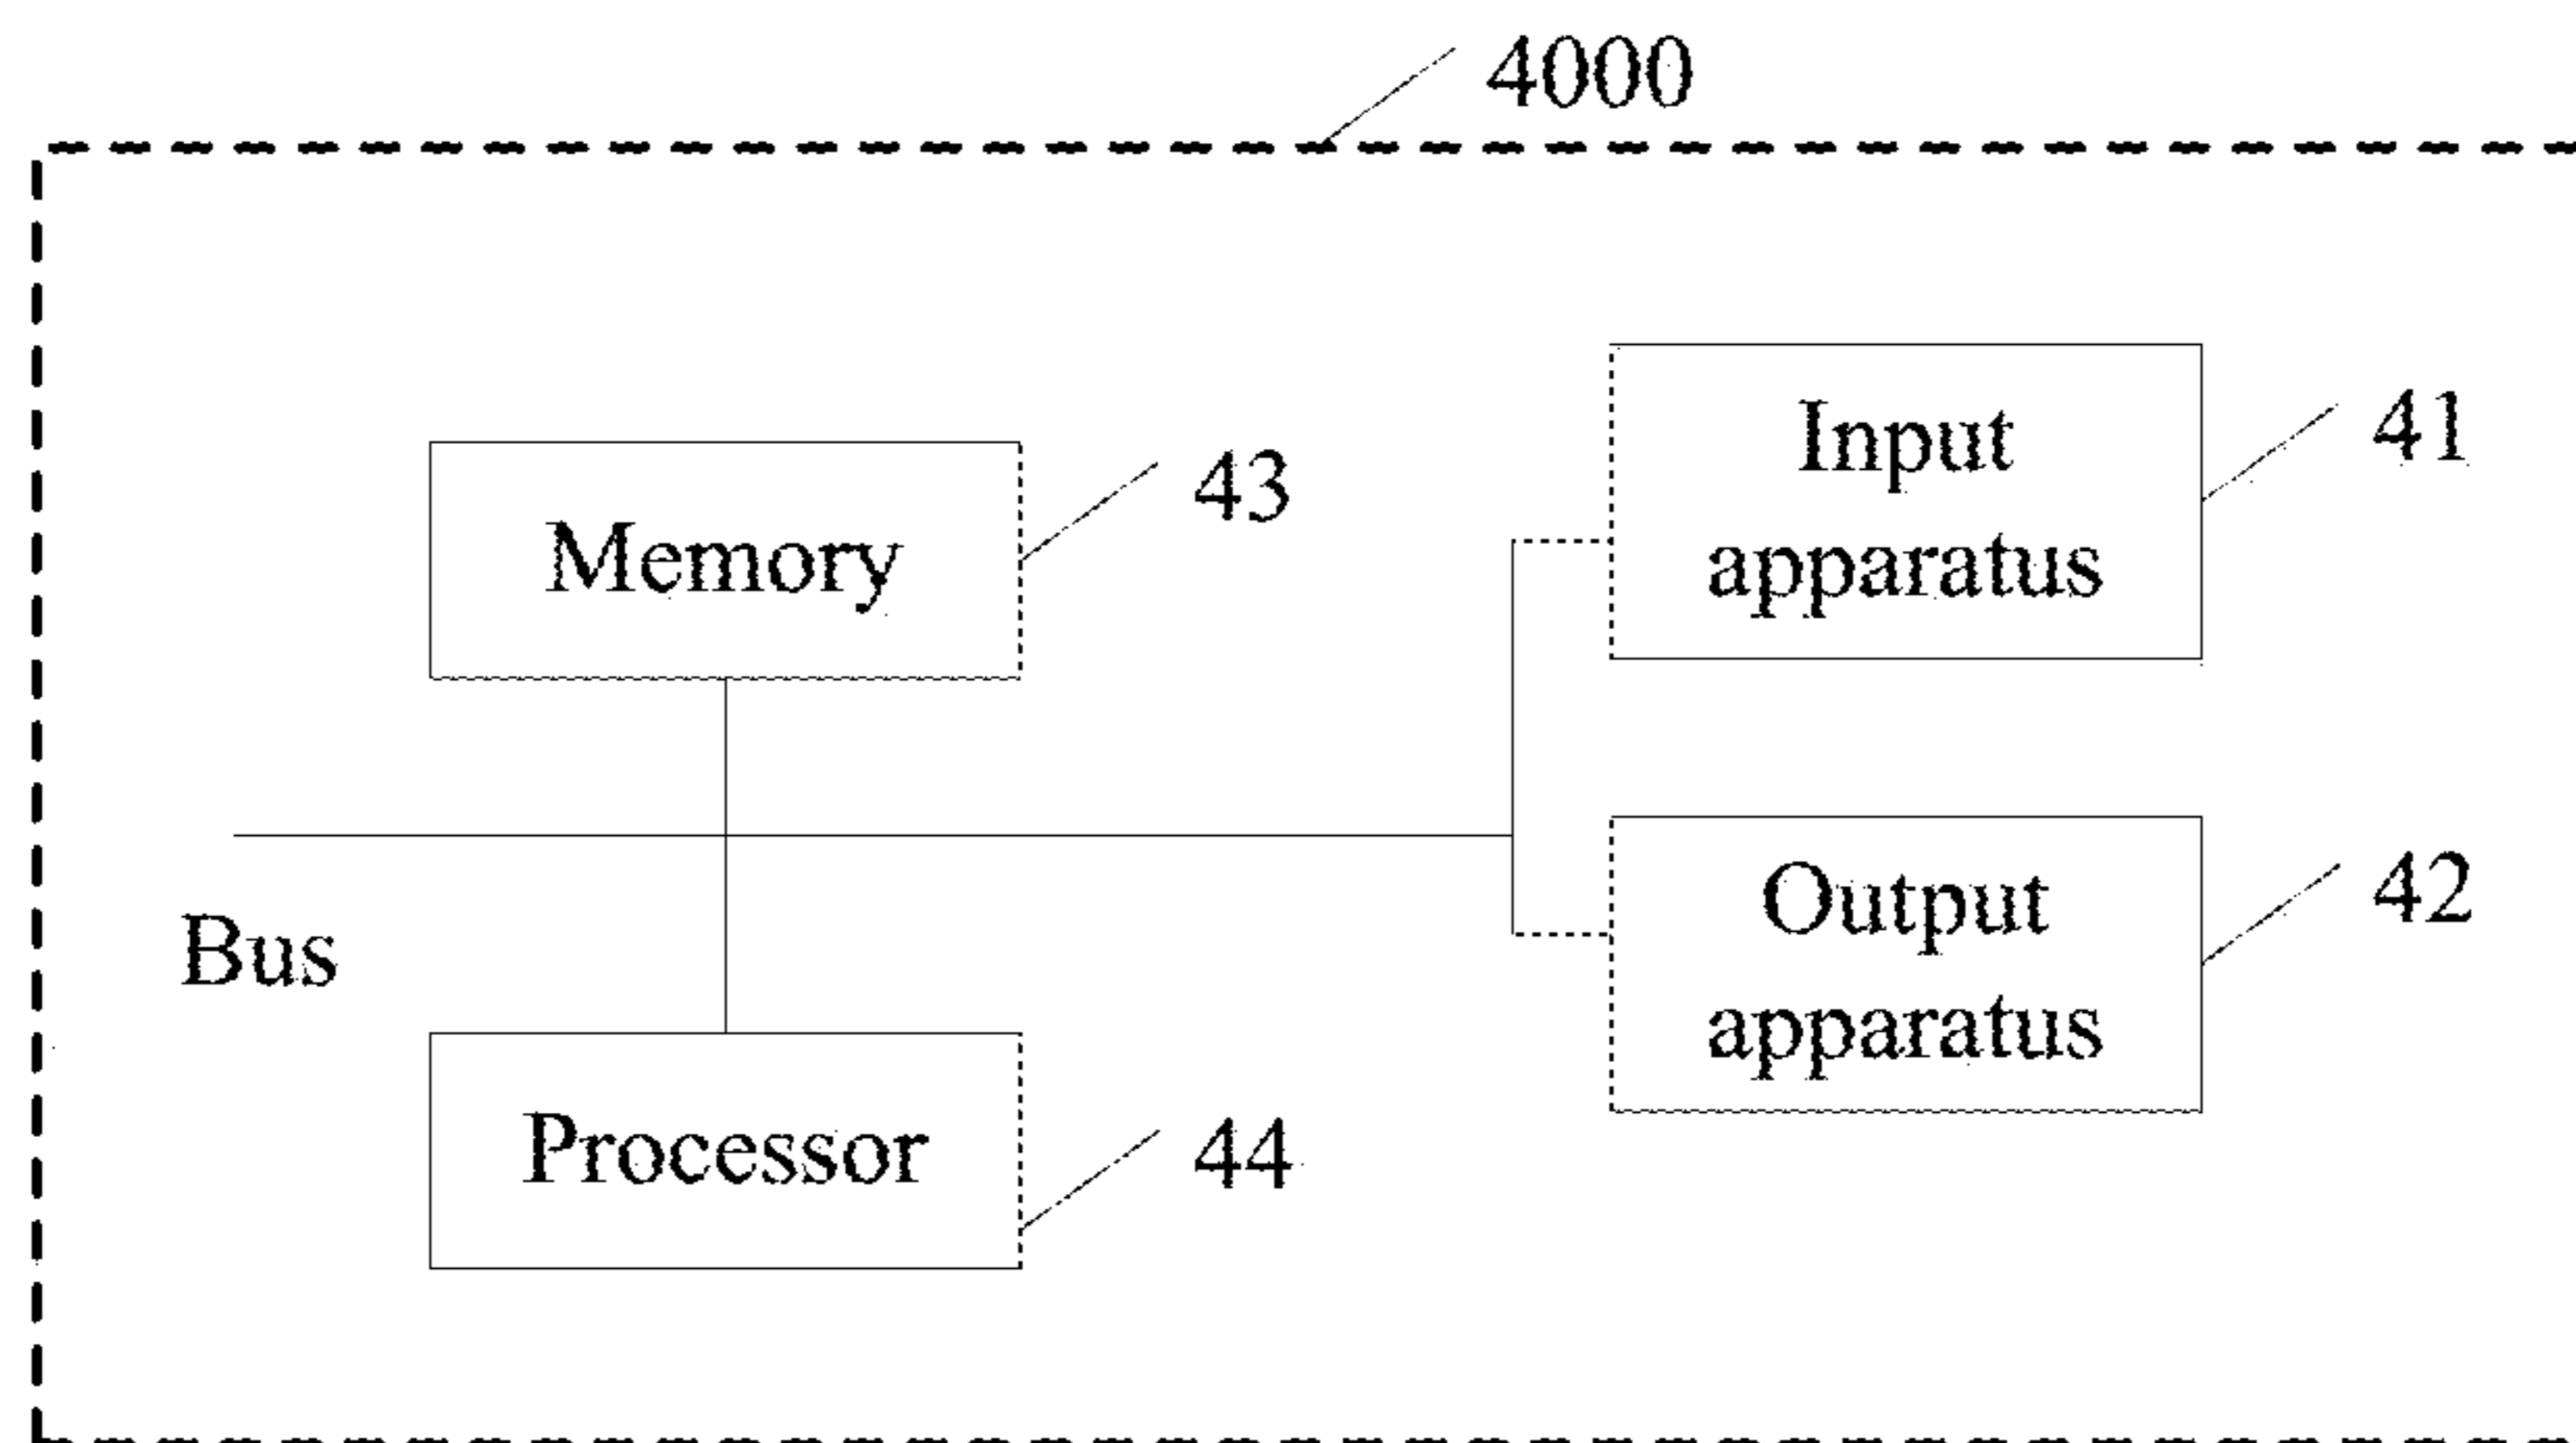 4000
Memory
43
Input
apparatus
41
Bus
Output
apparatus
42
Processor
44